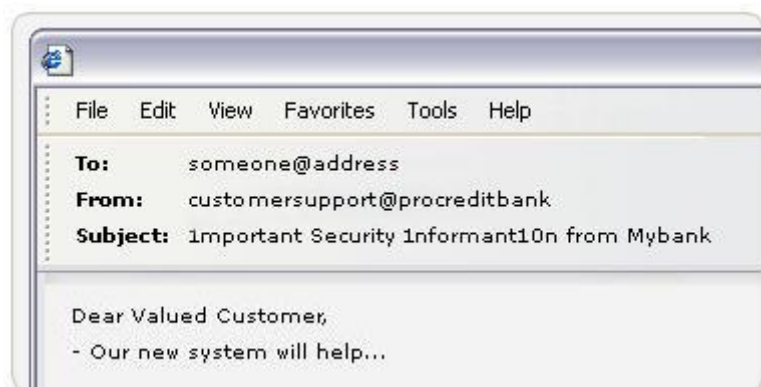 File Edit View Favorites Tools Help
To: someone@address
From: customersupport@procreditbank
Subject: 1mportant Security 1nformant10n from Mybank
Dear Valued Customer,
- Our new system will help...